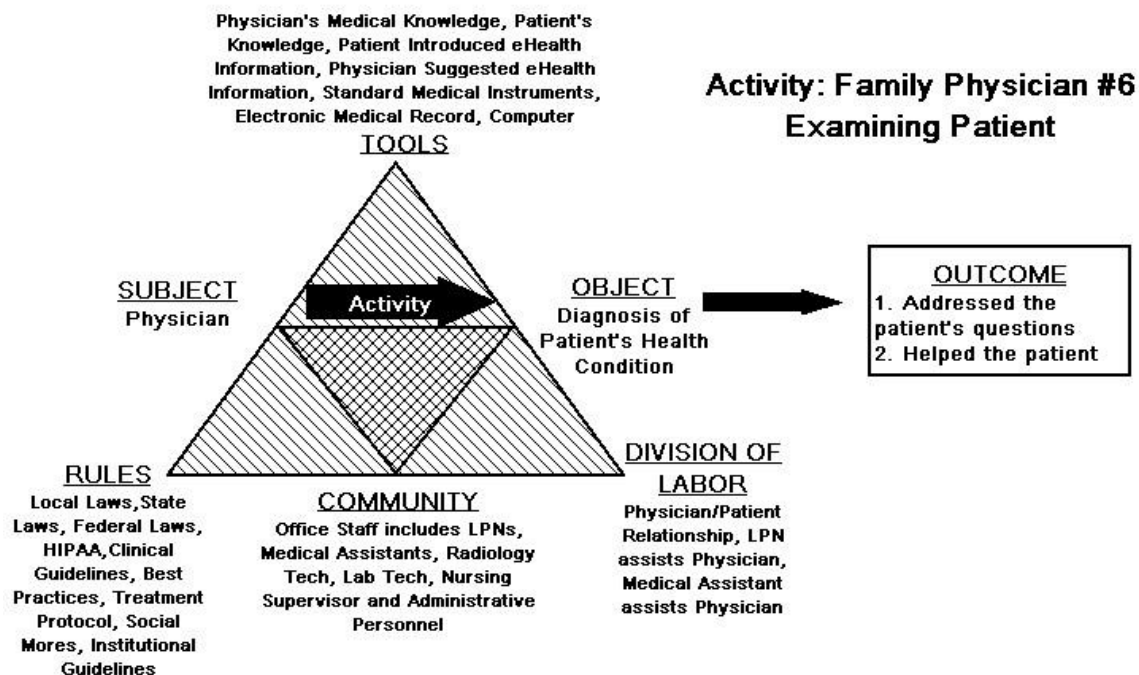 Physician's Medical Knowledge, Patient's
Knowledge, Patient Introduced eHealth
Information, Physician Suggested eHealth
Information, Standard Medical Instruments,
Electronic Medical Record, Computer
TOOLS
Activity: Family Physician #6
Examining Patient
SUBJECT
Physician
Activity
OBJECT
Diagnosis of
Patient's Health
Condition
OUTCOME
1. Addressed the
patient's questions
2. Helped the patient
RULES
Local Laws,State
Laws, Federal Laws,
HIPAA,Clinical
Guidelines, Best
Practices, Treatment
Protocol, Social
Mores, Institutional
Guidelines
COMMUNITY
Office Staff includes LPNs,
Medical Assistants, Radiology
Tech, Lab Tech, Nursing
Supervisor and Administrative
Personnel
DIVISION OF
LABOR
Physician/Patient
Relationship, LPN
assists Physician,
Medical Assistant
assists Physician